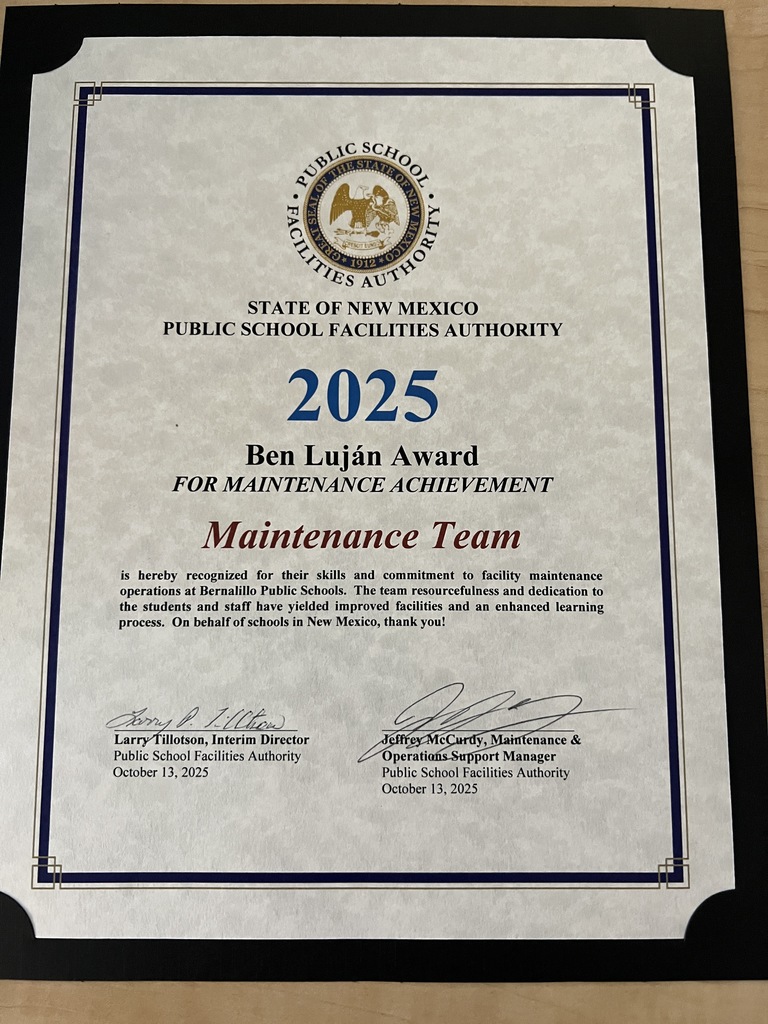 PUBLIC SCHOOL
FACILITIES AUTHORITY
GREAT SEAL OF THE STATE OF NEW MEXICO
1912
STATE OF NEW MEXICO
PUBLIC SCHOOL FACILITIES AUTHORITY
2025
Ben Luján Award
FOR MAINTENANCE ACHIEVEMENT
Maintenance Team
is hereby recognized for their skills and commitment to facility maintenance
operations at Bernalillo Public Schools. The team resourcefulness and dedication to
the students and staff have yielded improved facilities and an enhanced learning
process. On behalf of schools in New Mexico, thank you!
Larry P. Tillotson
Larry Tillotson, Interim Director
Public School Facilities Authority
October 13, 2025
Jeffrey McCurdy, Maintenance &
Operations Support Manager
Public School Facilities Authority
October 13, 2025